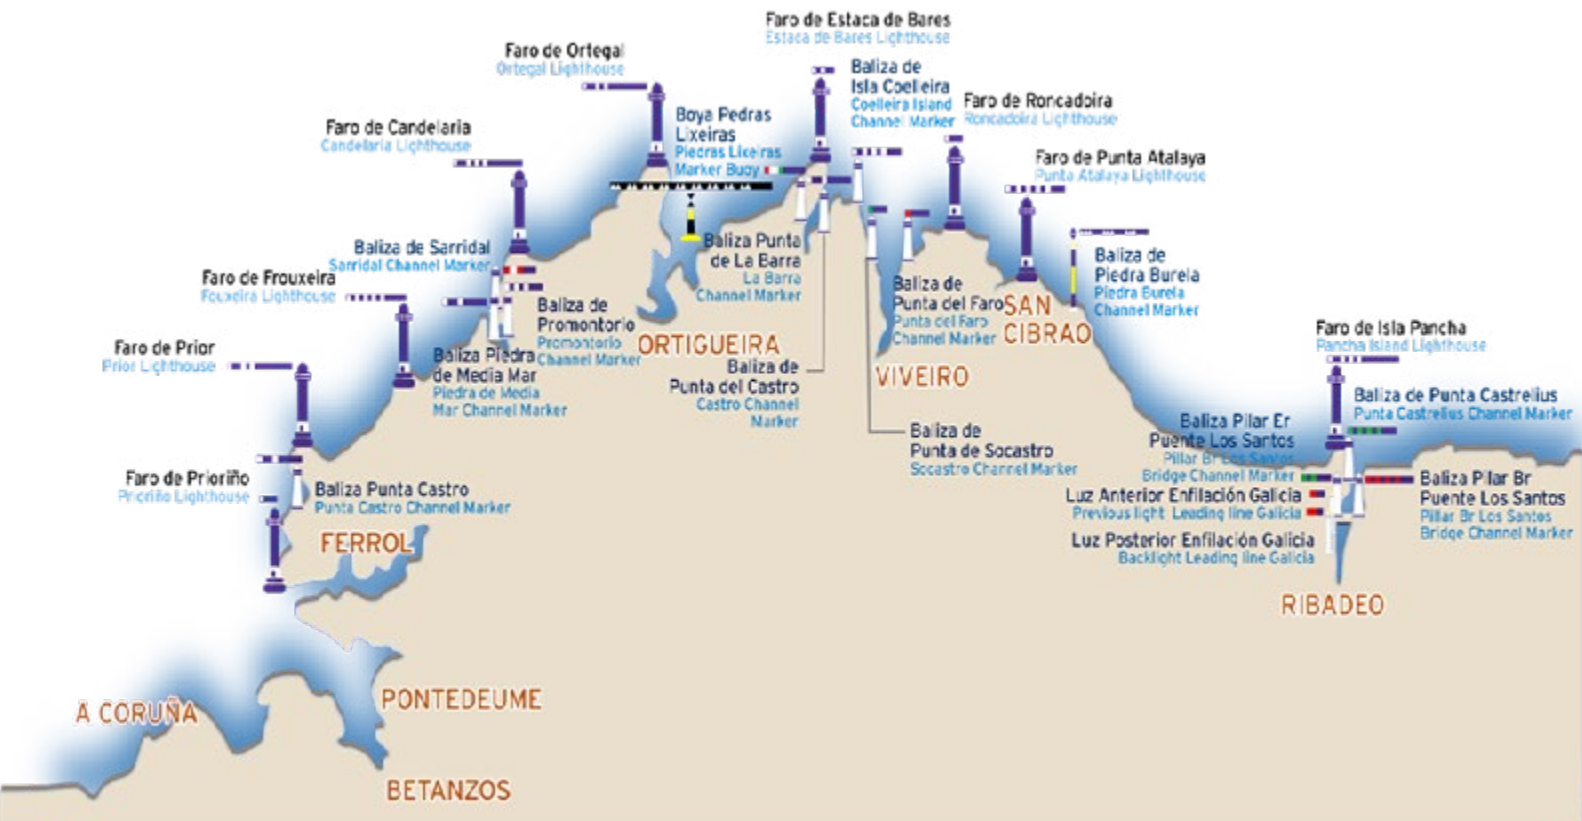 Faro de Estaca de Bares
Estaca de Bares Lighthouse
Faro de Ortegal
Ortegal Lighthouse
Baliza de
Isla Coelleira
Coelleira Island
Channel Marker
Faro de Roncadoira
Roncadoira Lighthouse
Boya Pedras
Lixeiras
Piedras Lixeiras
Marker Buoy
Faro de Candelaria
Candelaria Lighthouse
Faro de Punta Atalaya
Punta Atalaya Lighthouse
Baliza de Sarridal
Sarridal Channel Marker
Baliza Punta
de La Barra
La Barra
Channel Marker
Baliza de
Piedra Burela
Piedra Burela
Channel Marker
Faro de Frouxeira
Fouxeira Lighthouse
Baliza de
Promontorio
Promontorio
Channel Marker
Baliza de
Punta del Faro
Punta del Faro
Channel Marker
SAN
CIBRAO
ORTIGUEIRA
Faro de Prior
Prior Lighthouse
Baliza Piedra
de Media Mar
Piedra de Media
Mar Channel Marker
Baliza de
Punta del Castro
Castro Channel
Marker
VIVEIRO
Faro de Isla Pancha
Pancha Island Lighthouse
Baliza de Punta Castrelius
Punta Castrelius Channel Marker
Baliza de
Punta de Socastro
Socastro Channel Marker
Baliza Pilar Er
Puente Los Santos
Pillar Br Los Santos
Bridge Channel Marker
Faro de Prioriño
Prioriño Lighthouse
Baliza Punta Castro
Punta Castro Channel Marker
Baliza Pilar Br
Puente Los Santos
Pillar Br Los Santos
Bridge Channel Marker
Luz Anterior Enfilación Galicia
Previous light Leading line Galicia
Luz Posterior Enfilación Galicia
Backlight Leading line Galicia
FERROL
RIBADEO
PONTEDEUME
A CORUÑA
BETANZOS